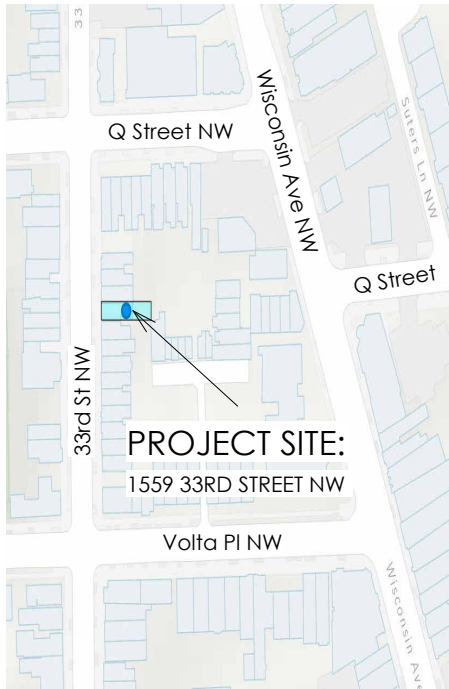 33
Q Street NW
Wisconsin Ave NW
Suters Ln NW
Q Street
33rd St NW
PROJECT SITE:
1559 33RD STREET NW
Volta Pl NW
Wisconsin Ave